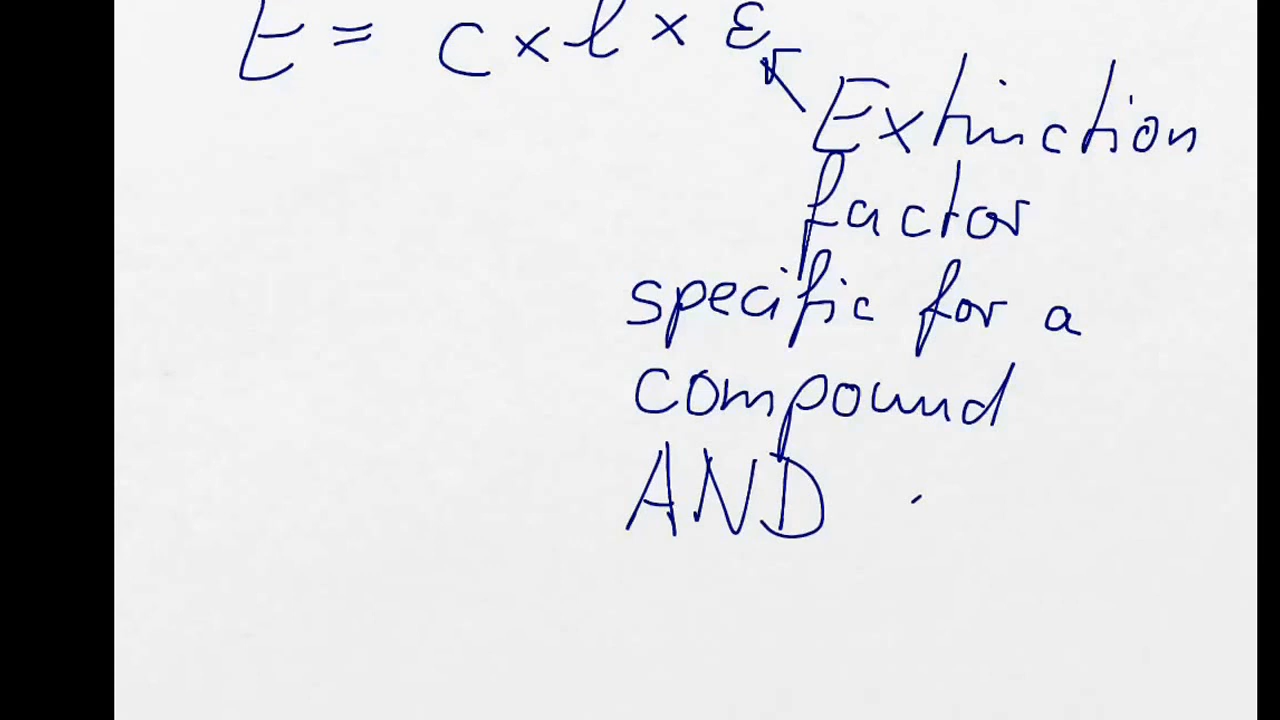 E = C x l x ε
Extinction
factor
specific for a
compound
AND